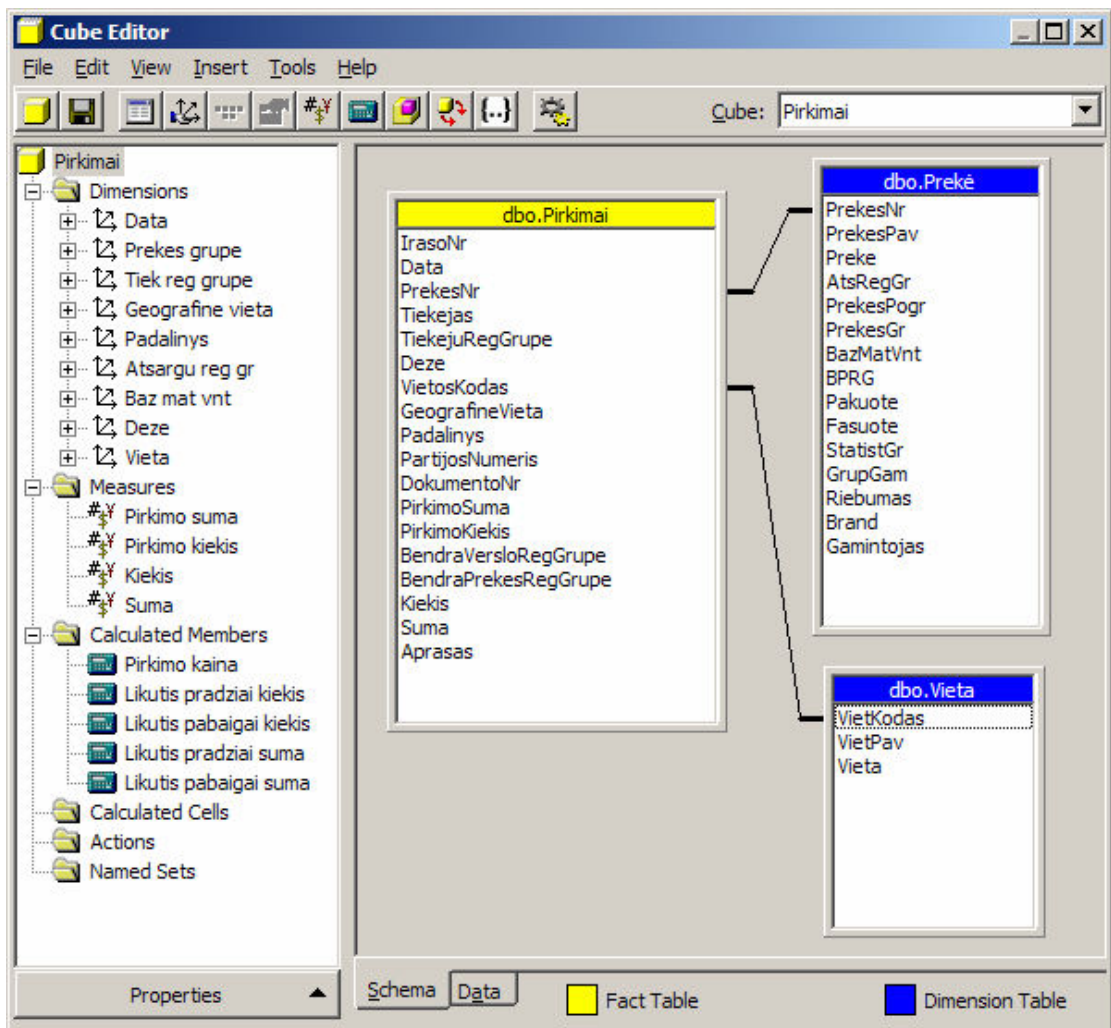 Cube Editor
File Edit View Insert Tools Help
Cube: Pirkimai
Pirkimai
Dimensions
Data
Prekes grupe
Tiek reg grupe
Geografine vieta
Padalinys
Atsargu reg gr
Baz mat vnt
Deze
Vieta
Measures
Pirkimo suma
Pirkimo kiekis
Kiekis
Suma
Calculated Members
Pirkimo kaina
Likutis pradziai kiekis
Likutis pabaigai kiekis
Likutis pradziai suma
Likutis pabaigai suma
Calculated Cells
Actions
Named Sets
Properties
dbo.Pirkimai
IrasoNr
Data
PrekesNr
Tiekejas
TiekejuRegGrupe
Deze
VietosKodas
GeografineVieta
Padalinys
PartijosNumeris
DokumentoNr
PirkimoSuma
PirkimoKiekis
BendraVersloRegGrupe
BendraPrekesRegGrupe
Kiekis
Suma
Aprasas
dbo.Prekė
PrekesNr
PrekesPav
Preke
AtsRegGr
PrekesPogr
PrekesGr
BazMatVnt
BPRG
Pakuote
Fasuote
StatistGr
GrupGam
Riebumas
Brand
Gamintojas
dbo.Vieta
VietKodas
VietPav
Vieta
Schema Data
Fact Table
Dimension Table